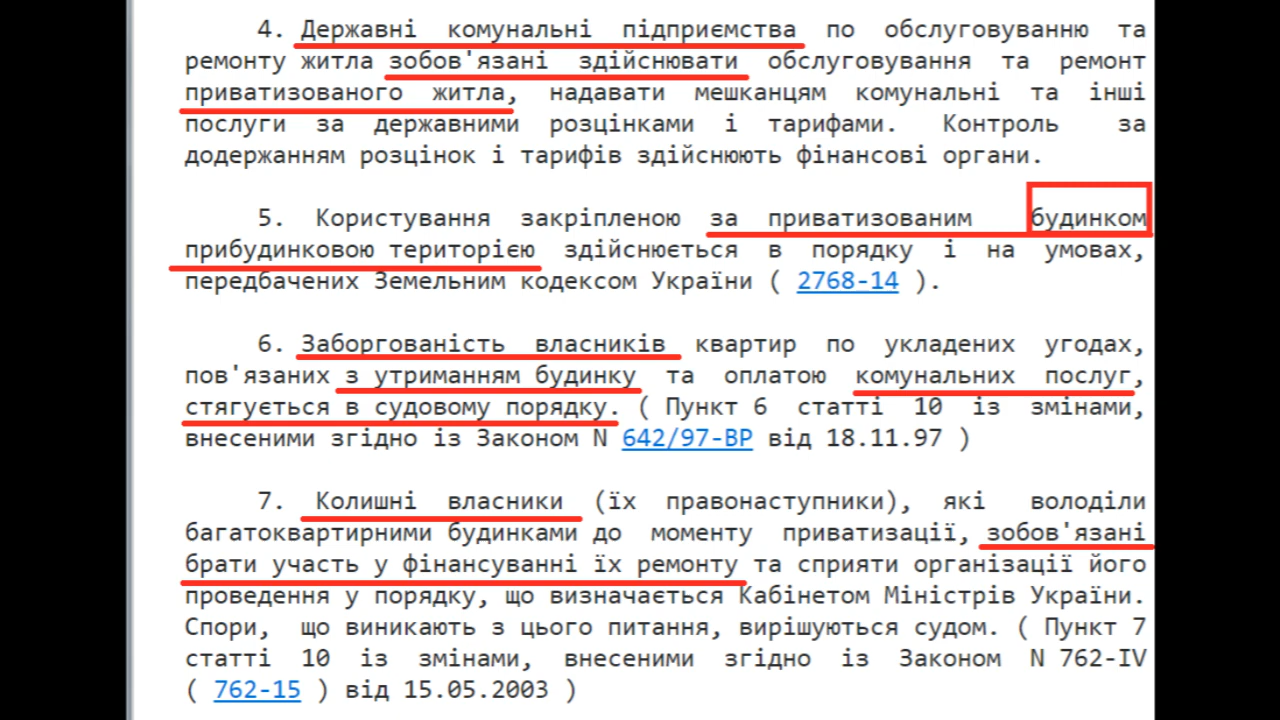 4. Державні комунальні підприємства по обслуговуванню та
ремонту житла зобов'язані здійснювати обслуговування та ремонт
приватизованого житла, надавати мешканцям комунальні та інші
послуги за державними розцінками і тарифами. Контроль за
додержанням розцінок і тарифів здійснюють фінансові органи.
5. Користування закріпленою за приватизованим будинком
прибудинковою територією здійснюється в порядку і на умовах,
передбачених Земельним кодексом України ( 2768-14 ).
6. Заборгованість власників квартир по укладених угодах,
пов'язаних з утриманням будинку та оплатою комунальних послуг,
стягується в судовому порядку. ( Пункт 6 статті 10 із змінами,
внесеними згідно із Законом N 642/97-ВР від 18.11.97 )
7. Колишні власники (їх правонаступники), які володіли
багатоквартирними будинками до моменту приватизації, зобов'язані
брати участь у фінансуванні їх ремонту та сприяти організації його
проведення у порядку, що визначається Кабінетом Міністрів України.
Спори, що виникають з цього питання, вирішуються судом. ( Пункт 7
статті 10 із змінами, внесеними згідно із Законом N 762-IV
( 762-15 ) від 15.05.2003 )